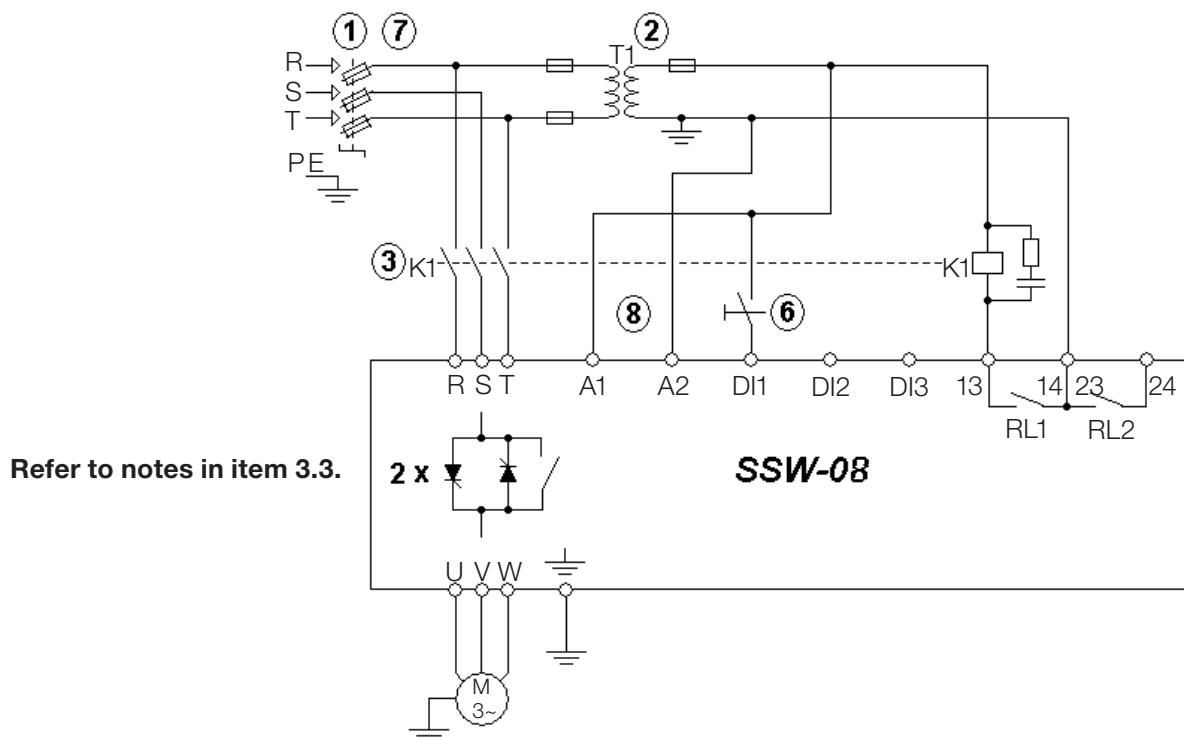 1 7 2
T1
R
S
T
PE
3 K1 K1
8 6
R S T A1 A2 DI1 DI2 DI3 13 14 23 24
RL1 RL2
Refer to notes in item 3.3.
2 x
SSW-08
U V W
M
3~